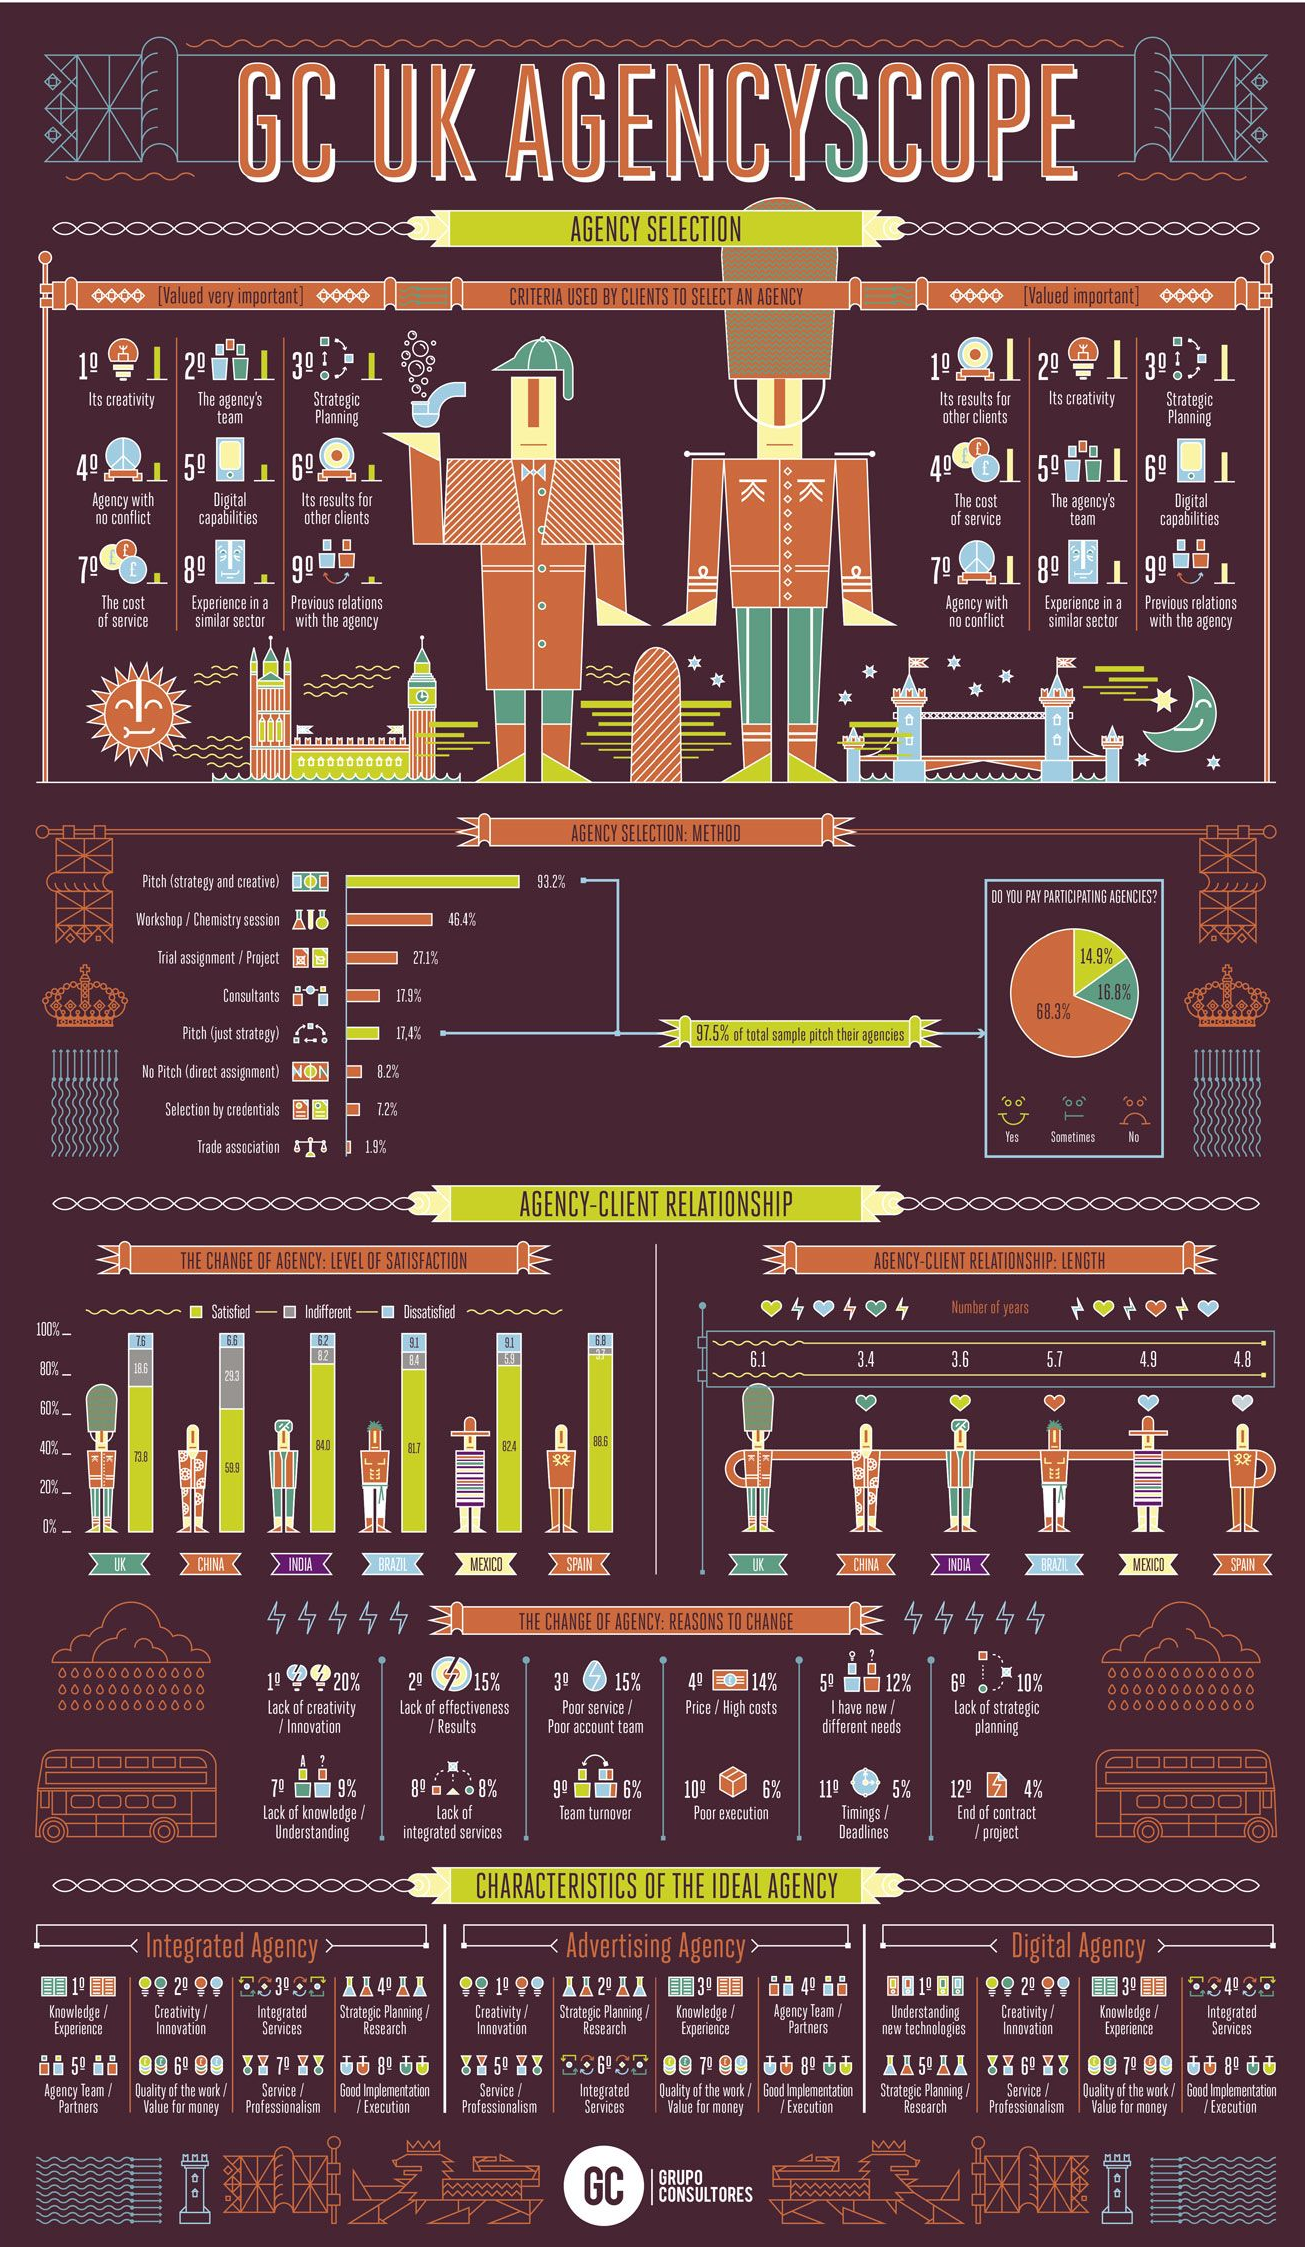 GC UK AGENCYSCOPE
AGENCY SELECTION
[Valued very important]
CRITERIA USED BY CLIENTS TO SELECT AN AGENCY
[Valued important]
1º
Its creativity
2º
The agency's
team
3º
Strategic
Planning
4º
Agency with
no conflict
5º
Digital
capabilities
6º
Its results for
other clients
7º
The cost
of service
8º
Experience in a
similar sector
9º
Previous relations
with the agency
1º
Its results for
other clients
2º
Its creativity
3º
Strategic
Planning
4º
The cost
of service
5º
The agency's
team
6º
Digital
capabilities
7º
Agency with
no conflict
8º
Experience in a
similar sector
9º
Previous relations
with the agency
AGENCY SELECTION: METHOD
Pitch (strategy and creative) 93.2%
Workshop / Chemistry session 46.4%
Trial assignment / Project 27.1%
Consultants 17.9%
Pitch (just strategy) 17,4%
No Pitch (direct assignment) NON 8.2%
Selection by credentials 7.2%
Trade association 1.9%
97.5% of total sample pitch their agencies
DO YOU PAY PARTICIPATING AGENCIES?
14.9%
16.8%
68.3%
Yes Sometimes No
AGENCY-CLIENT RELATIONSHIP
THE CHANGE OF AGENCY: LEVEL OF SATISFACTION
Satisfied Indifferent Dissatisfied
100%
80%
60%
40%
20%
0%
7.6 6.6 6.2 9.1 9.1 6.8
18.6 29.3 8.2 8.4 5.9
73.8 59.9 84.0 81.7 82.4 88.6
UK CHINA INDIA BRAZIL MEXICO SPAIN
AGENCY-CLIENT RELATIONSHIP: LENGTH
Number of years
6.1 3.4 3.6 5.7 4.9 4.8
UK CHINA INDIA BRAZIL MEXICO SPAIN
THE CHANGE OF AGENCY: REASONS TO CHANGE
1º 20%
Lack of creativity
/ Innovation
2º 15%
Lack of effectiveness
/ Results
3º 15%
Poor service /
Poor account team
4º 14%
Price / High costs
5º 12%
I have new /
different needs
6º 10%
Lack of strategic
planning
7º 9%
Lack of knowledge /
Understanding
8º 8%
Lack of
integrated services
9º 6%
Team turnover
10º 6%
Poor execution
11º 5%
Timings /
Deadlines
12º 4%
End of contract
/ project
CHARACTERISTICS OF THE IDEAL AGENCY
Integrated Agency
1º
Knowledge /
Experience
2º
Creativity /
Innovation
3º
Integrated
Services
4º
Strategic Planning /
Research
5º
Agency Team /
Partners
6º
Quality of the work /
Value for money
7º
Service /
Professionalism
8º
Good Implementation
/ Execution
Advertising Agency
1º
Creativity /
Innovation
2º
Strategic Planning /
Research
3º
Knowledge /
Experience
4º
Agency Team /
Partners
5º
Service /
Professionalism
6º
Integrated
Services
7º
Quality of the work /
Value for money
8º
Good Implementation
/ Execution
Digital Agency
1º
Understanding
new technologies
2º
Creativity /
Innovation
3º
Knowledge /
Experience
4º
Integrated
Services
5º
Strategic Planning /
Research
6º
Service /
Professionalism
7º
Quality of the work /
Value for money
8º
Good Implementation
/ Execution
GC
GRUPO
CONSULTORES